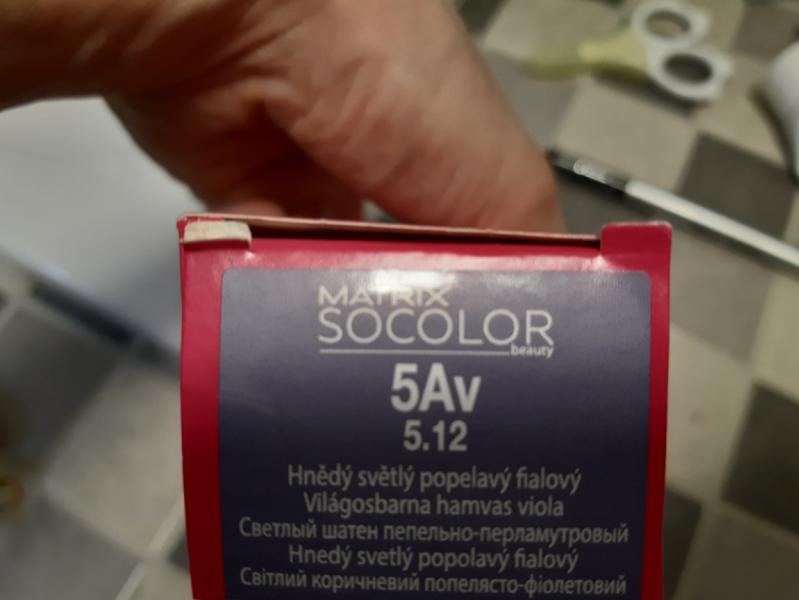 MATRIX
SOCOLOR
beauty
5Av
5.12
Hnědý světlý popelavý fialový
Világosbarna hamvas viola
Светлый шатен пепельно-перламутровый
Hnedý svetlý popolavý fialový
Світлий коричневий попелясто-фіолетовий